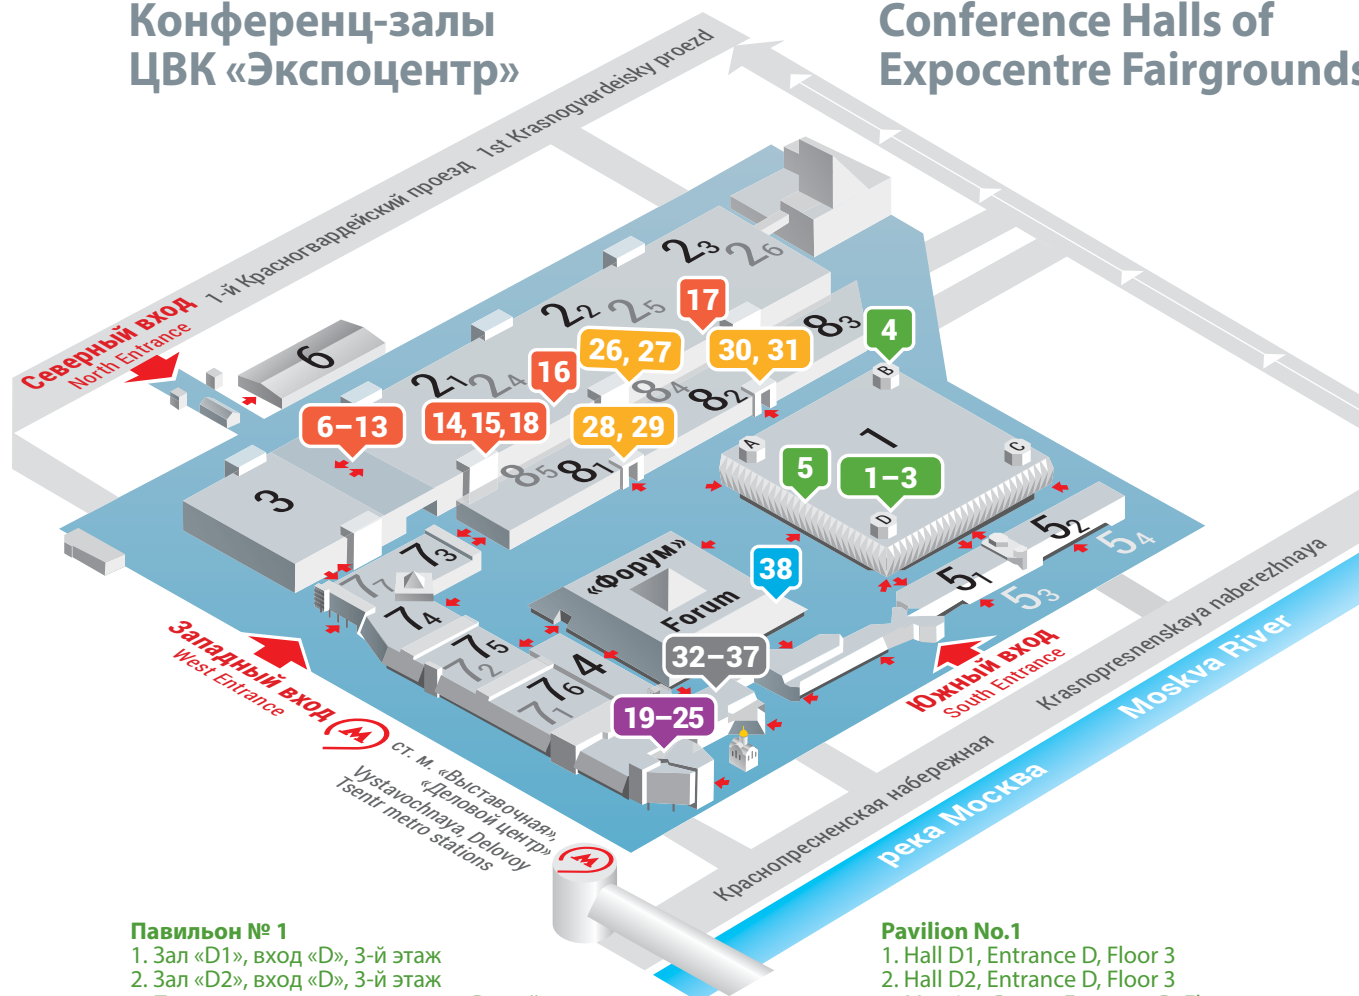 Конференц-залы
ЦВК «Экспоцентр»
Conference Halls of
Expocentre Fairgrounds
1-й Красногвардейский проезд 1st Krasnogvardeisky proezd
Северный вход
North Entrance
6
2₃
2₆
2₂
2₅
17
8₃
4
B
26, 27
30, 31
2₁
2₄
16
8₄
8₂
6–13
14, 15, 18
28, 29
1
A
C
3
8₅
8₁
5
1–3
D
7₃
7₇
«Форум»
Forum
38
5₂
5₄
5₁
5₃
7₄
7₅
7₂
4
7₆
7₁
32–37
19–25
Западный вход
West Entrance
Южный вход
South Entrance
ст. м. «Выставочная»,
«Деловой центр»
Vystavochnaya, Delovoy
Tsentr metro stations
Краснопресненская набережная
Krasnopresnenskaya naberezhnaya
река Москва
Moskva River
Павильон № 1
1. Зал «D1», вход «D», 3-й этаж
2. Зал «D2», вход «D», 3-й этаж
Pavilion No.1
1. Hall D1, Entrance D, Floor 3
2. Hall D2, Entrance D, Floor 3